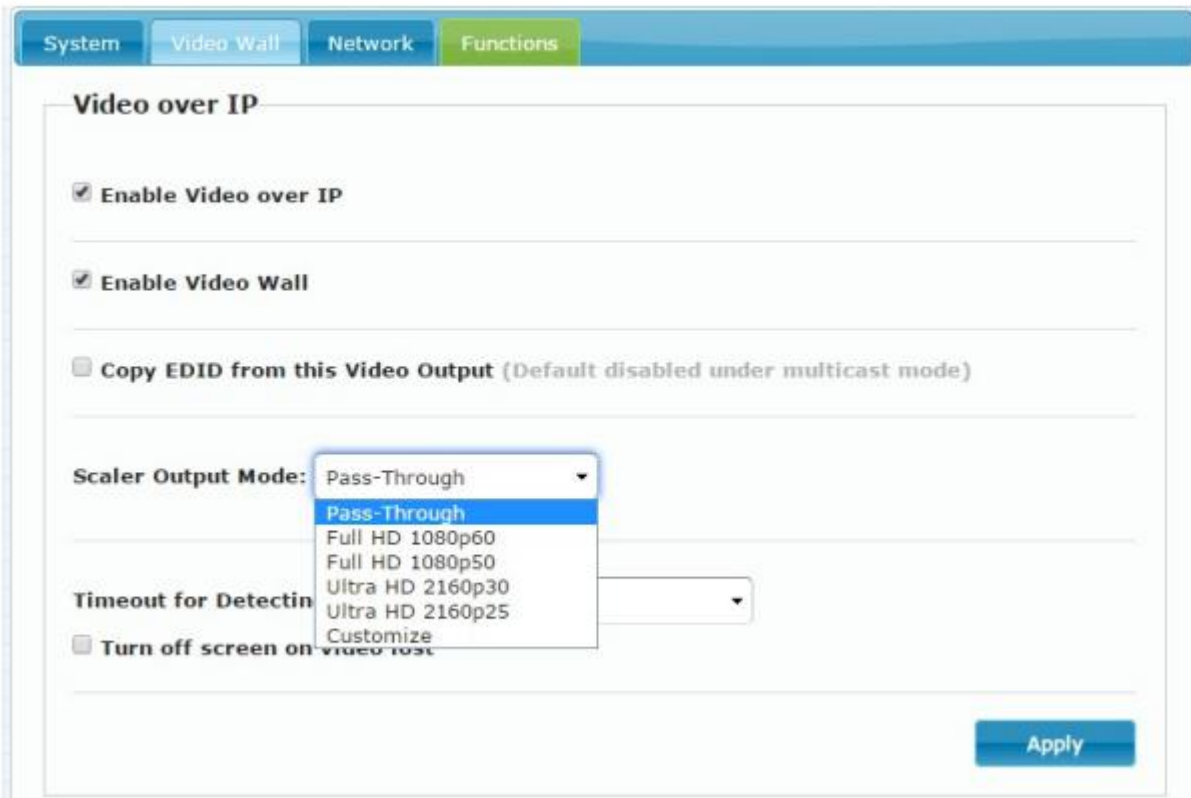 System Video Wall Network Functions
Video over IP
Enable Video over IP
Enable Video Wall
Copy EDID from this Video Output (Default disabled under multicast mode)
Scaler Output Mode: Pass-Through
Pass-Through
Full HD 1080p60
Full HD 1080p50
Ultra HD 2160p30
Ultra HD 2160p25
Customize
Timeout for
Turn off screen on video lost
Apply